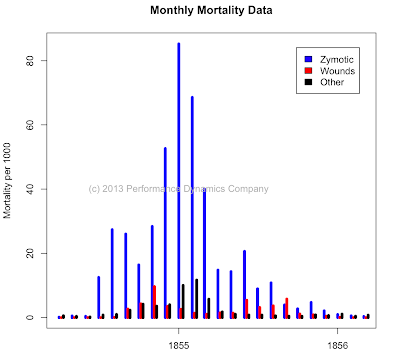 Monthly Mortality Data
Zymotic
Wounds
Other
Mortality per 1000
80
60
40
20
0
(c) 2013 Performance Dynamics Company
1855
1856